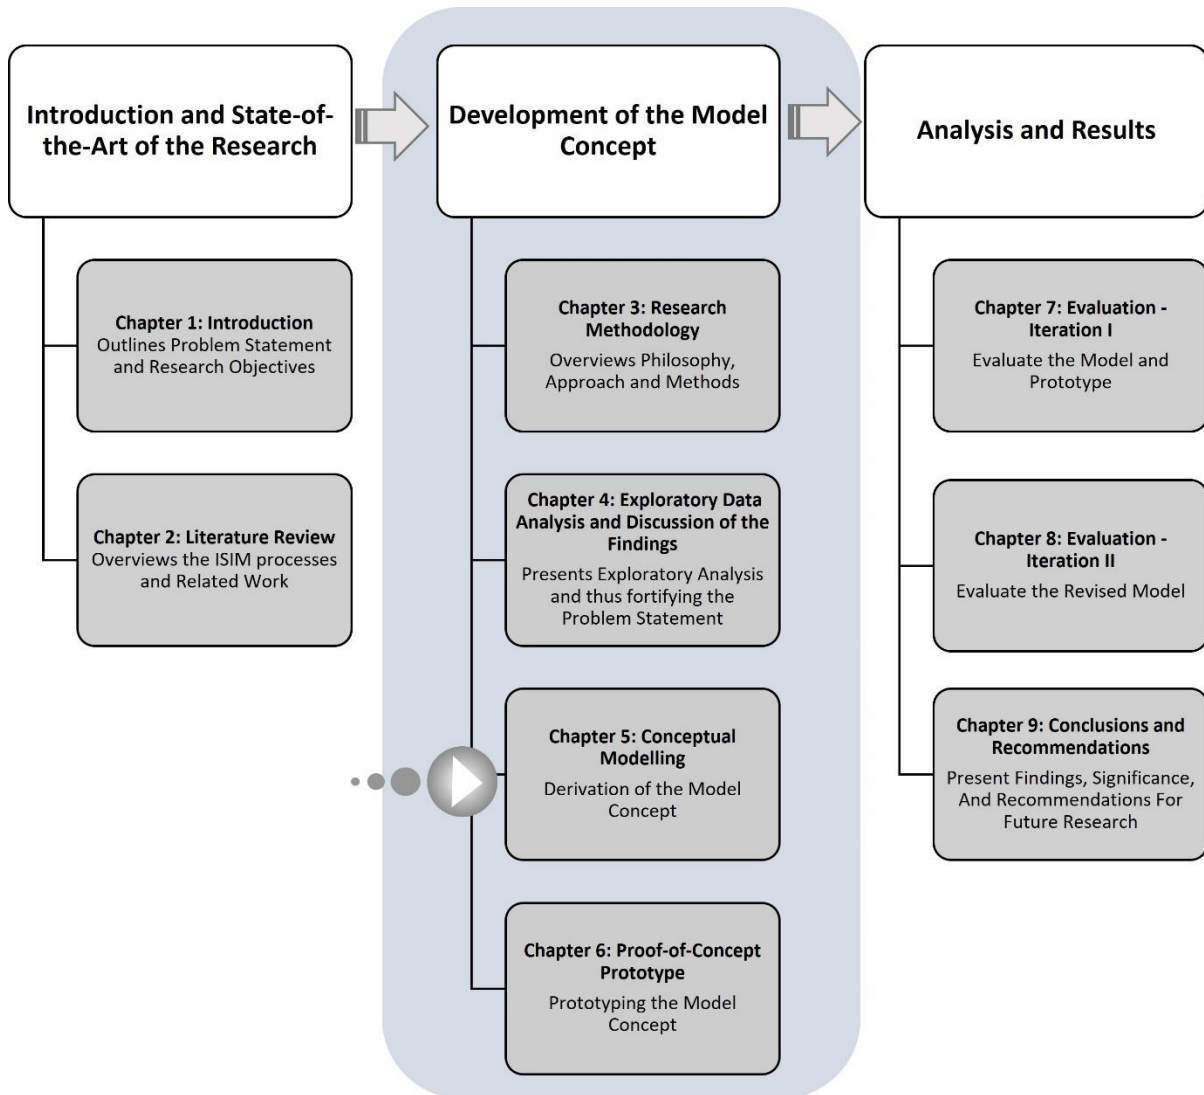 Introduction and State-of-
the-Art of the Research
Chapter 1: Introduction
Outlines Problem Statement
and Research Objectives
Chapter 2: Literature Review
Overviews the ISIM processes
and Related Work
Development of the Model
Concept
Chapter 3: Research
Methodology
Overviews Philosophy,
Approach and Methods
Chapter 4: Exploratory Data
Analysis and Discussion of the
Findings
Presents Exploratory Analysis
and thus fortifying the
Problem Statement
Chapter 5: Conceptual
Modelling
Derivation of the Model
Concept
Chapter 6: Proof-of-Concept
Prototype
Prototyping the Model
Concept
Analysis and Results
Chapter 7: Evaluation -
Iteration I
Evaluate the Model and
Prototype
Chapter 8: Evaluation -
Iteration II
Evaluate the Revised Model
Chapter 9: Conclusions and
Recommendations
Present Findings, Significance,
And Recommendations For
Future Research